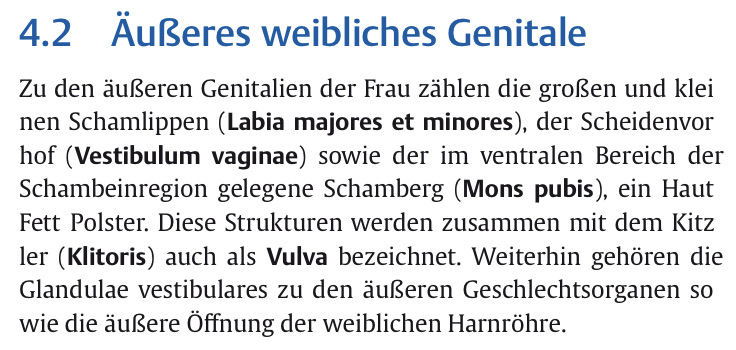 4.2 Äußeres weibliches Genitale
Zu den äußeren Genitalien der Frau zählen die großen und klei
nen Schamlippen (Labia majores et minores), der Scheidenvor
hof (Vestibulum vaginae) sowie der im ventralen Bereich der
Schambeinregion gelegene Schamberg (Mons pubis), ein Haut
Fett Polster. Diese Strukturen werden zusammen mit dem Kitz
ler (Klitoris) auch als Vulva bezeichnet. Weiterhin gehören die
Glandulae vestibulares zu den äußeren Geschlechtsorganen so
wie die äußere Öffnung der weiblichen Harnröhre.